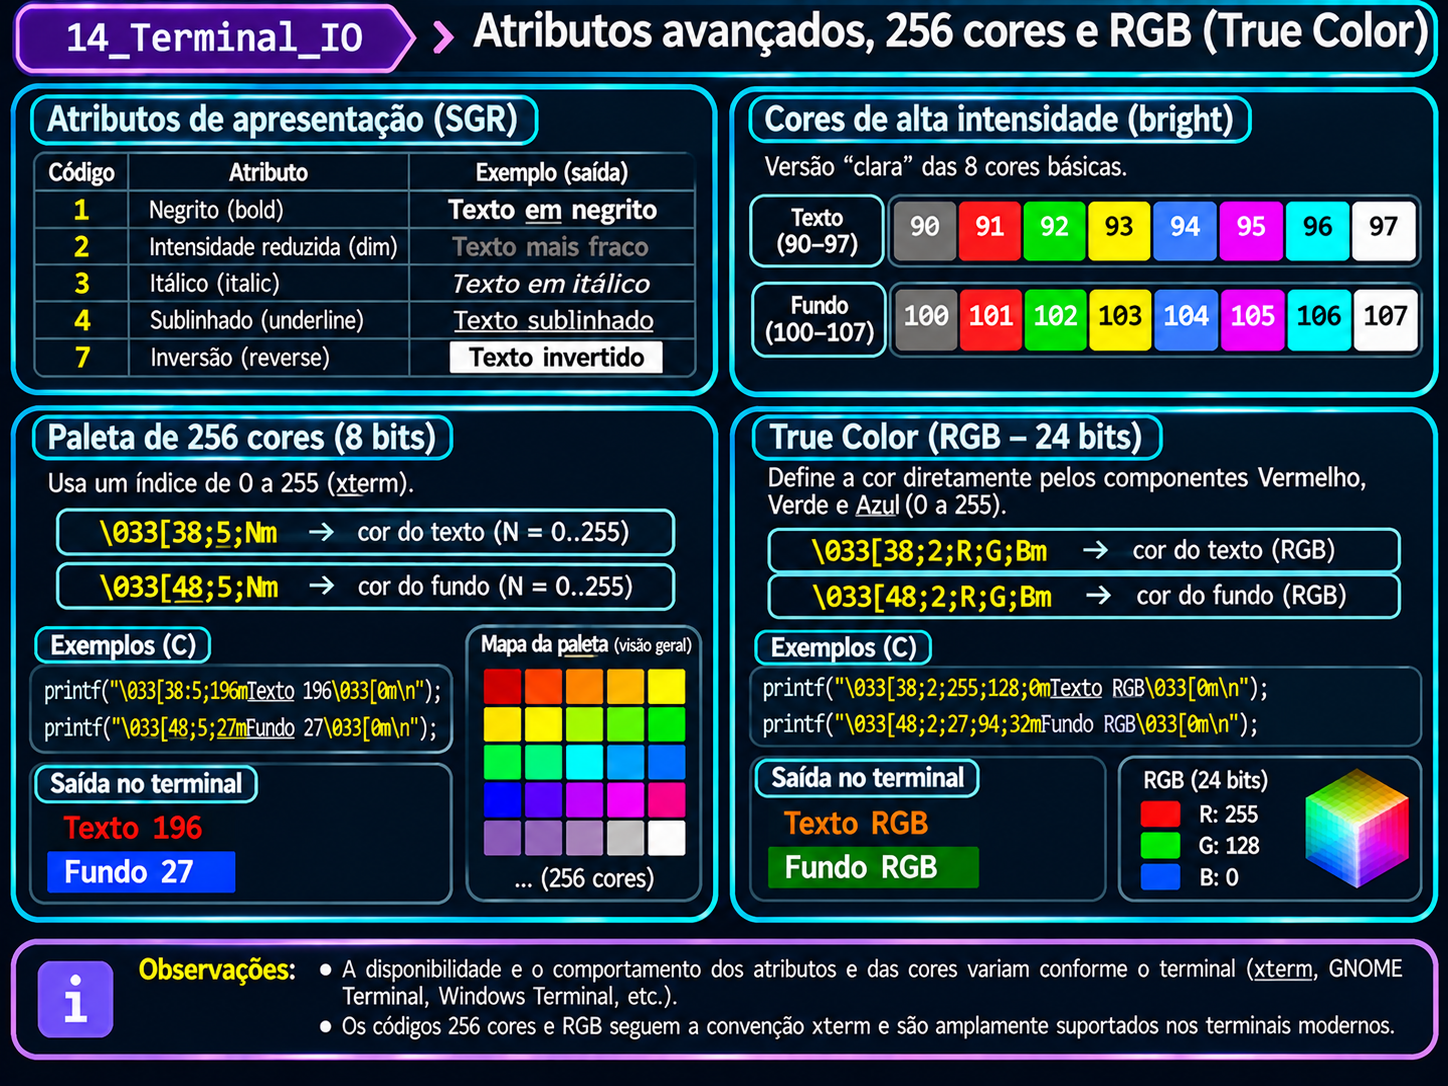 14_Terminal_IO
Atributos avançados, 256 cores e RGB (True Color)
Atributos de apresentação (SGR)
Código Atributo Exemplo (saída)
1 Negrito (bold) Texto em negrito
2 Intensidade reduzida (dim) Texto mais fraco
3 Itálico (italic) Texto em itálico
4 Sublinhado (underline) Texto sublinhado
7 Inversão (reverse) Texto invertido
Cores de alta intensidade (bright)
Versão “clara” das 8 cores básicas.
Texto
(90–97)
90 91 92 93 94 95 96 97
Fundo
(100–107)
100 101 102 103 104 105 106 107
Paleta de 256 cores (8 bits)
Usa um índice de 0 a 255 (xterm).
\033[38;5;Nm → cor do texto (N = 0..255)
\033[48;5;Nm → cor do fundo (N = 0..255)
Exemplos (C)
printf("\033[38:5;196mTexto 196\033[0m\n");
printf("\033[48;5;27mFundo 27\033[0m\n");
Saída no terminal
Texto 196
Fundo 27
Mapa da paleta (visão geral)
... (256 cores)
True Color (RGB – 24 bits)
Define a cor diretamente pelos componentes Vermelho,
Verde e Azul (0 a 255).
\033[38;2;R;G;Bm → cor do texto (RGB)
\033[48;2;R;G;Bm → cor do fundo (RGB)
Exemplos (C)
printf("\033[38;2;255;128;0mTexto RGB\033[0m\n");
printf("\033[48;2;27;94;32mFundo RGB\033[0m\n");
Saída no terminal
Texto RGB
Fundo RGB
RGB (24 bits)
R: 255
G: 128
B: 0
i
Observações:
● A disponibilidade e o comportamento dos atributos e das cores variam conforme o terminal (xterm, GNOME
Terminal, Windows Terminal, etc.).
● Os códigos 256 cores e RGB seguem a convenção xterm e são amplamente suportados nos terminais modernos.